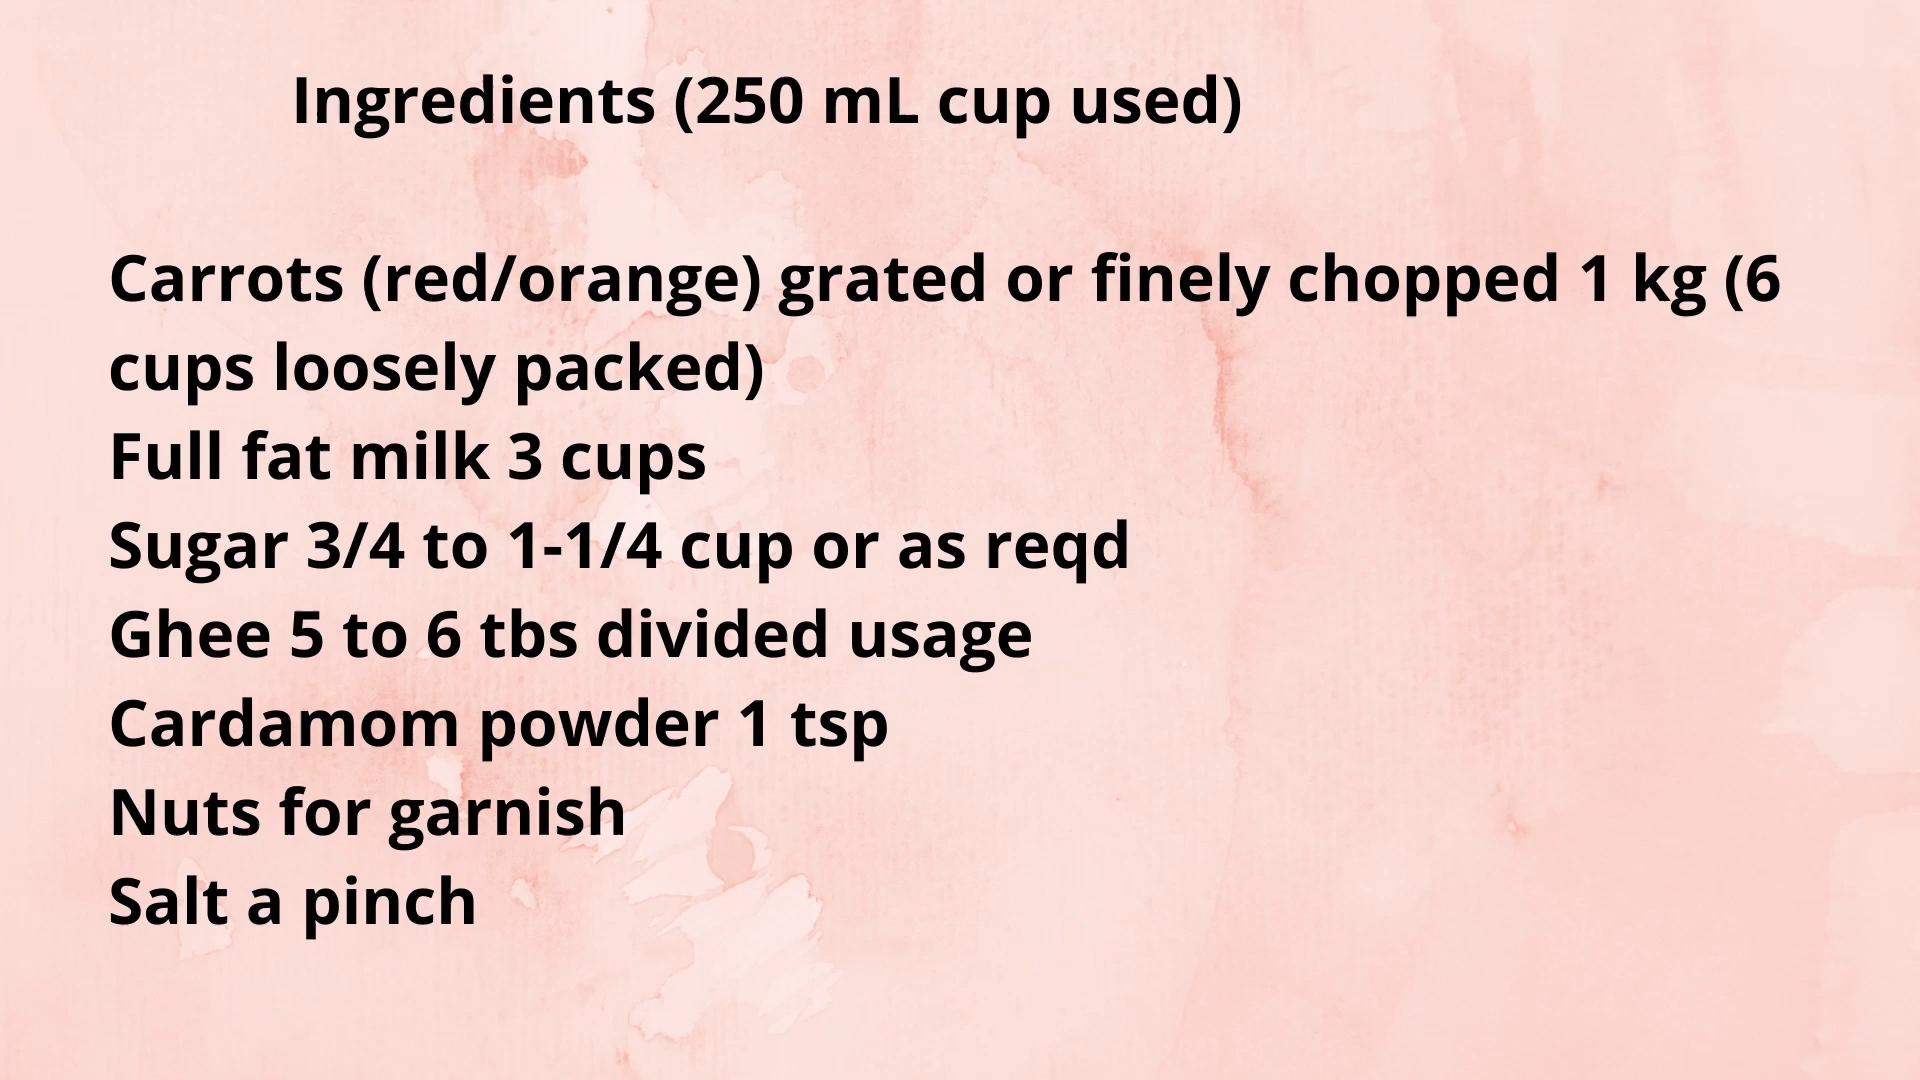 Ingredients (250 mL cup used)
Carrots (red/orange) grated or finely chopped 1 kg (6
cups loosely packed)
Full fat milk 3 cups
Sugar 3/4 to 1-1/4 cup or as reqd
Ghee 5 to 6 tbs divided usage
Cardamom powder 1 tsp
Nuts for garnish
Salt a pinch